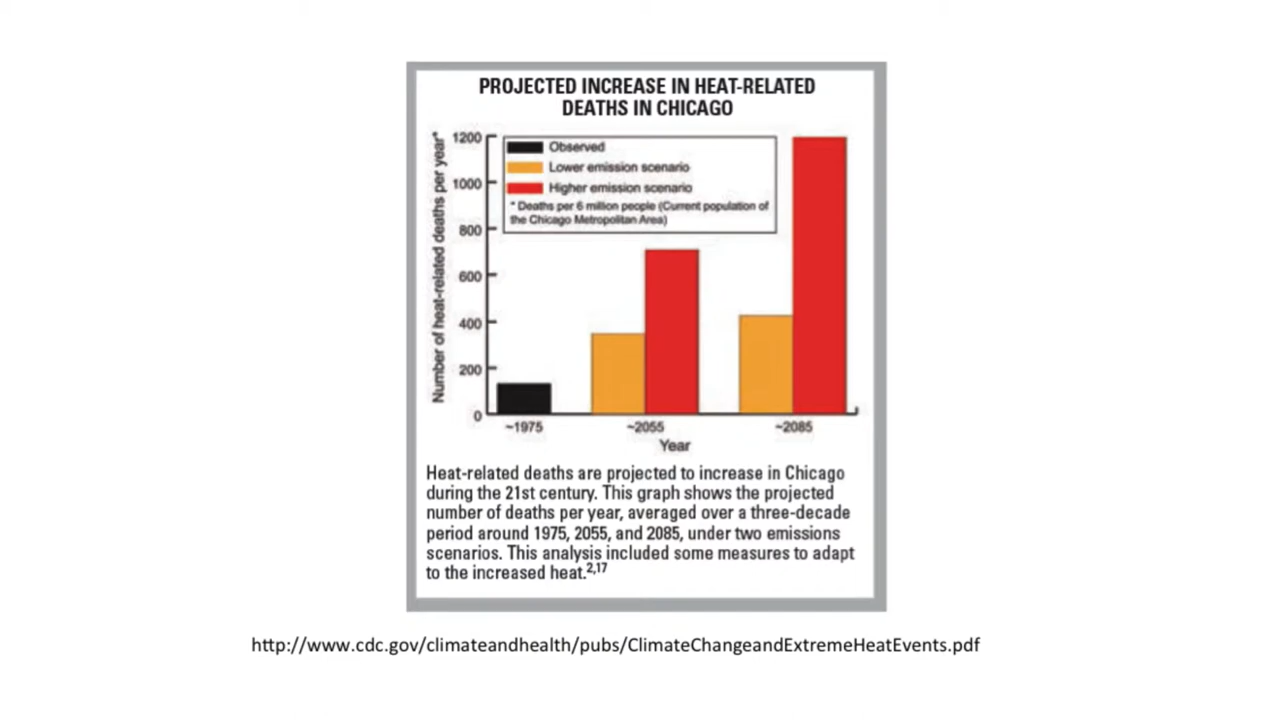 PROJECTED INCREASE IN HEAT-RELATED
DEATHS IN CHICAGO
Number of heat-related deaths per year*
1200
1000
800
600
400
200
0
Observed
Lower emission scenario
Higher emission scenario
* Deaths per 6 million people (Current population of
the Chicago Metropolitan Area)
~1975
~2055
~2085
Year
Heat-related deaths are projected to increase in Chicago
during the 21st century. This graph shows the projected
number of deaths per year, averaged over a three-decade
period around 1975, 2055, and 2085, under two emissions
scenarios. This analysis included some measures to adapt
to the increased heat.2,17
http://www.cdc.gov/climateandhealth/pubs/ClimateChangeandExtremeHeatEvents.pdf